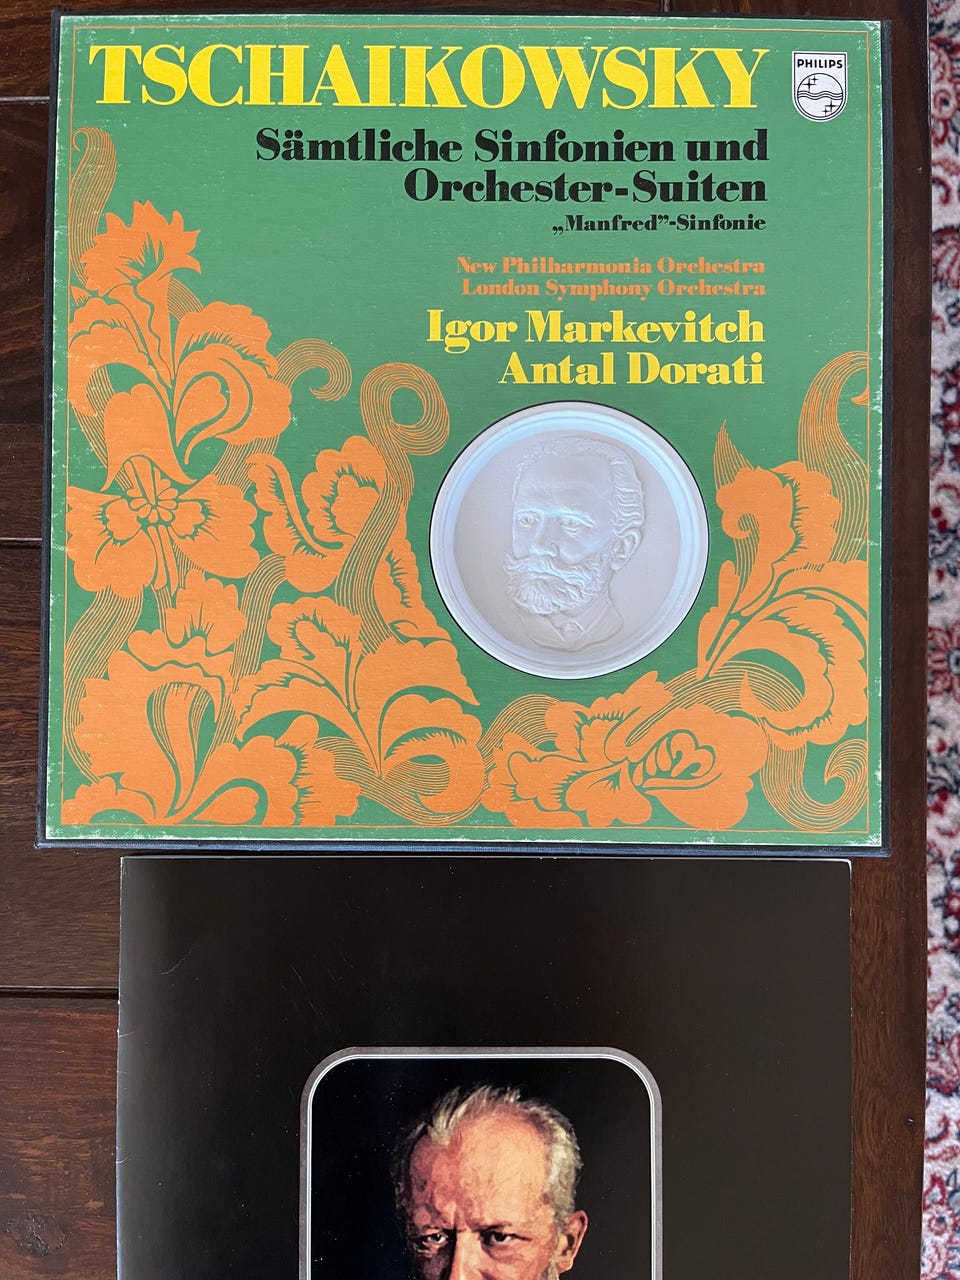 TSCHAIKOWSKY
PHILIPS
Sämtliche Sinfonien und
Orchester-Suiten
„Manfred”-Sinfonie
New Philharmonia Orchestra
London Symphony Orchestra
Igor Markevitch
Antal Dorati